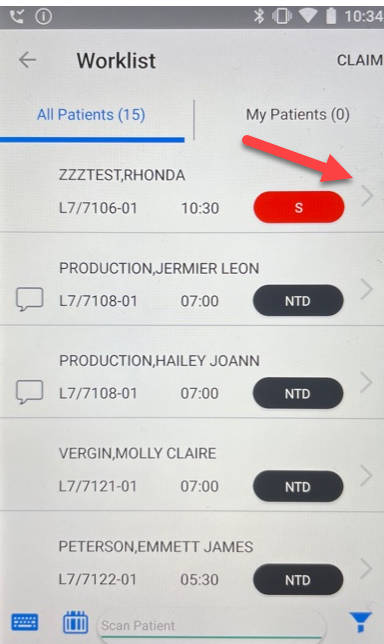 10:34
Worklist
CLAIM
All Patients (15)
My Patients (0)
ZZZTEST,RHONDA
L7/7106-01 10:30 S
PRODUCTION,JERMIER LEON
L7/7108-01 07:00 NTD
PRODUCTION,HAILEY JOANN
L7/7108-01 07:00 NTD
VERGIN,MOLLY CLAIRE
L7/7121-01 07:00 NTD
PETERSON,EMMETT JAMES
L7/7122-01 05:30 NTD
Scan Patient